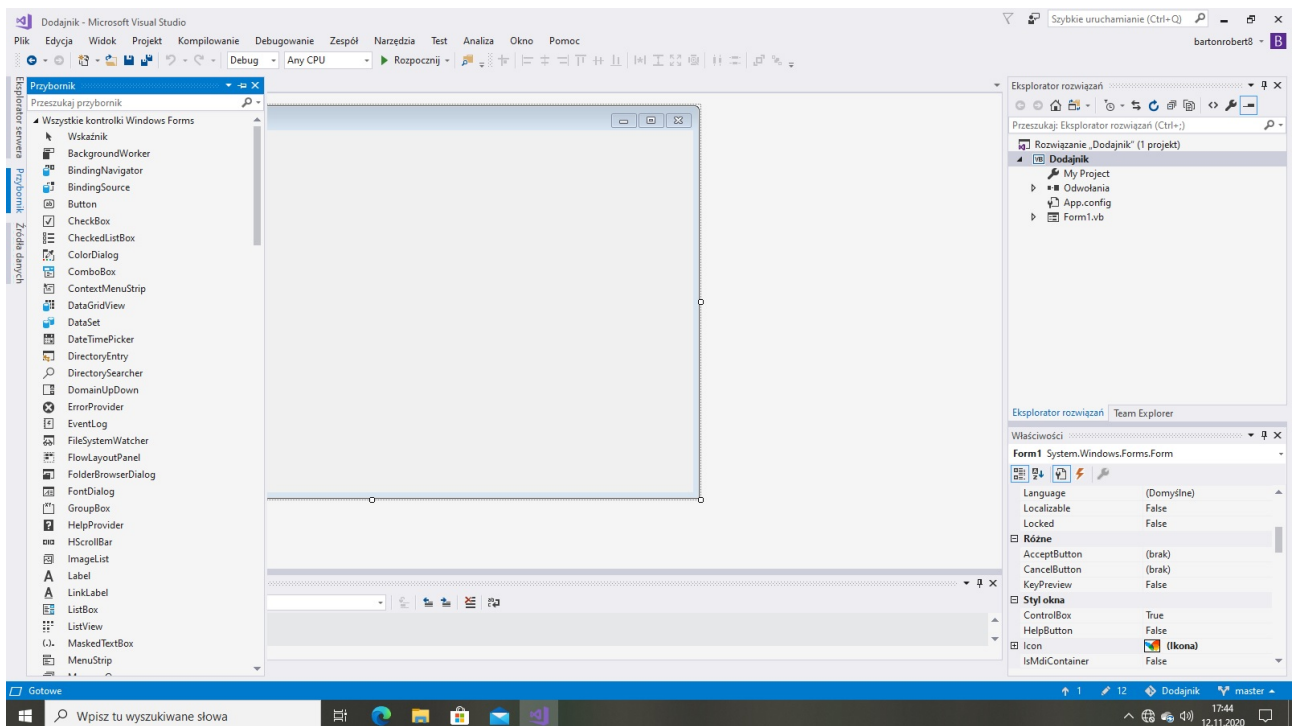 Dodajnik - Microsoft Visual Studio
Szybkie uruchamianie (Ctrl+Q)
Plik Edycja Widok Projekt Kompilowanie Debugowanie Zespół Narzędzia Test Analiza Okno Pomoc
bartonrobert8 B
Debug Any CPU Rozpocznij
Eksplorator serwera
Przybornik
Źródła danych
Przybornik
Przeszukaj przybornik
Wszystkie kontrolki Windows Forms
Wskaźnik
BackgroundWorker
BindingNavigator
BindingSource
Button
CheckBox
CheckedListBox
ColorDialog
ComboBox
ContextMenuStrip
DataGridView
DataSet
DateTimePicker
DirectoryEntry
DirectorySearcher
DomainUpDown
ErrorProvider
EventLog
FileSystemWatcher
FlowLayoutPanel
FolderBrowserDialog
FontDialog
GroupBox
HelpProvider
HScrollBar
ImageList
Label
LinkLabel
ListBox
ListView
MaskedTextBox
MenuStrip
Eksplorator rozwiązań
Przeszukaj: Eksplorator rozwiązań (Ctrl+;)
Rozwiązanie „Dodajnik" (1 projekt)
VB Dodajnik
My Project
Odwołania
App.config
Form1.vb
Eksplorator rozwiązań Team Explorer
Właściwości
Form1 System.Windows.Forms.Form
Language (Domyślne)
Localizable False
Locked False
Różne
AcceptButton (brak)
CancelButton (brak)
KeyPreview False
Styl okna
ControlBox True
HelpButton False
Icon (Ikona)
IsMdiContainer False
Gotowe
1 12 Dodajnik master
Wpisz tu wyszukiwane słowa
17:44
12.11.2020